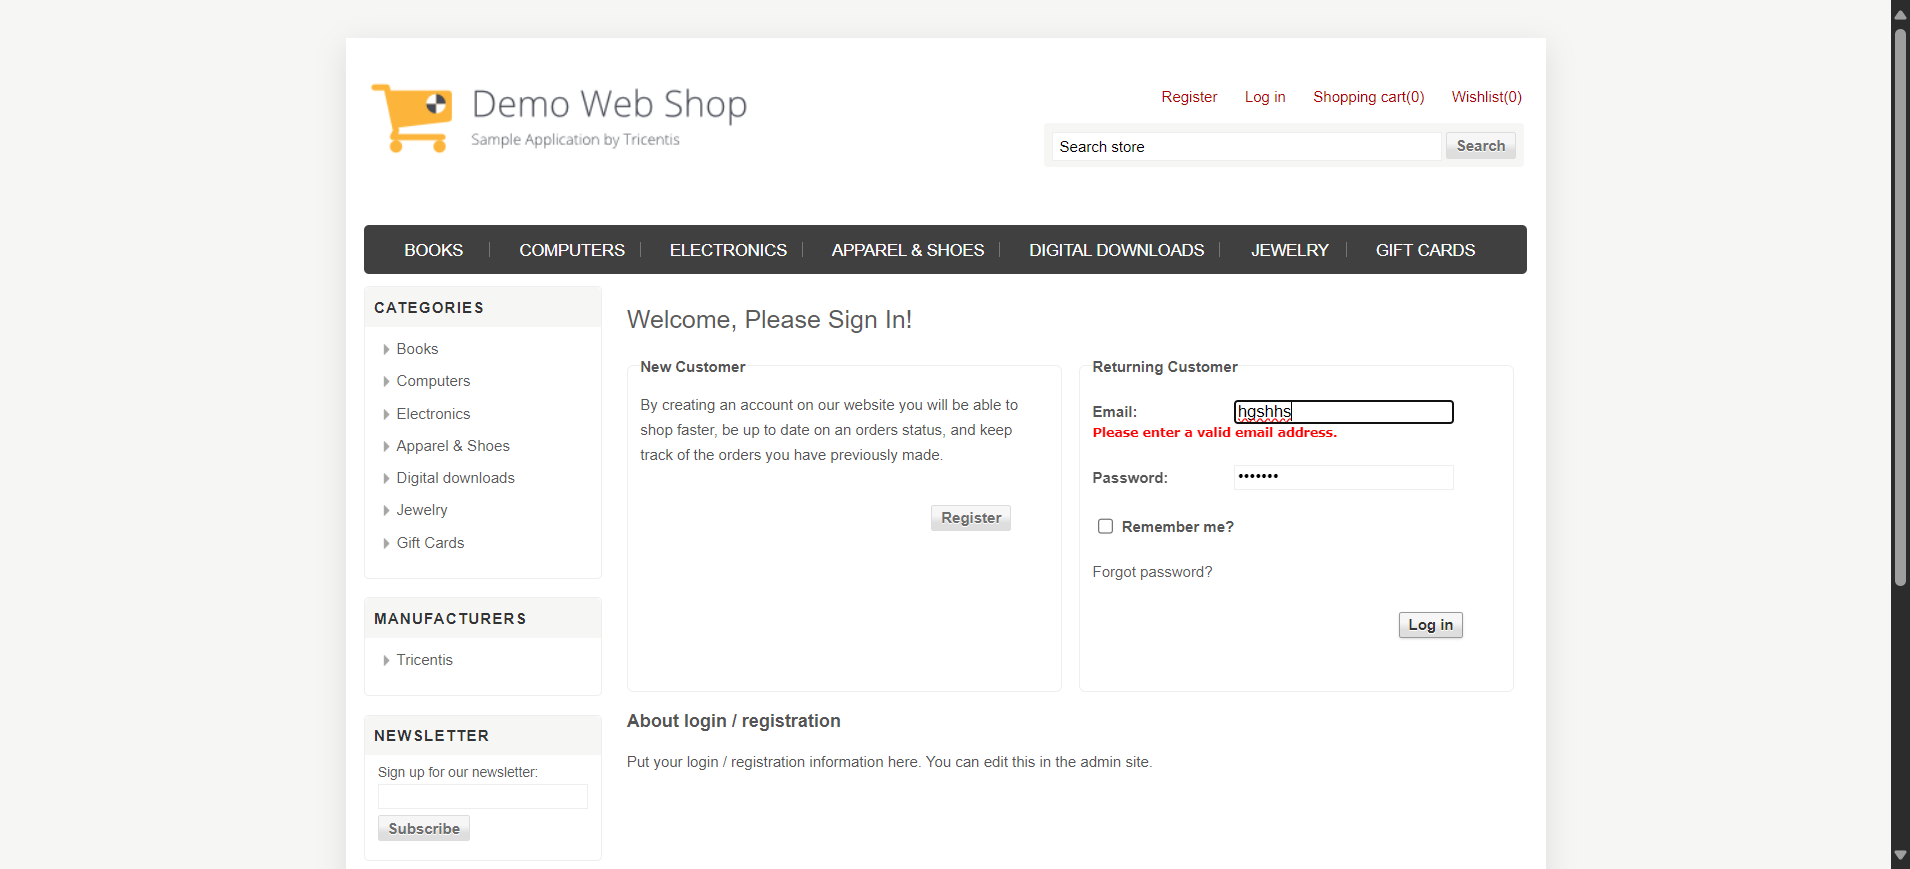 Demo Web Shop
Sample Application by Tricentis
Register Log in Shopping cart(0) Wishlist(0)
Search store Search
BOOKS COMPUTERS ELECTRONICS APPAREL & SHOES DIGITAL DOWNLOADS JEWELRY GIFT CARDS
CATEGORIES
Books
Computers
Electronics
Apparel & Shoes
Digital downloads
Jewelry
Gift Cards
MANUFACTURERS
Tricentis
NEWSLETTER
Sign up for our newsletter:
Subscribe
Welcome, Please Sign In!
New Customer
By creating an account on our website you will be able to
shop faster, be up to date on an orders status, and keep
track of the orders you have previously made.
Register
Returning Customer
Email: hgshhs
Please enter a valid email address.
Password: •••••••
Remember me?
Forgot password?
Log in
About login / registration
Put your login / registration information here. You can edit this in the admin site.